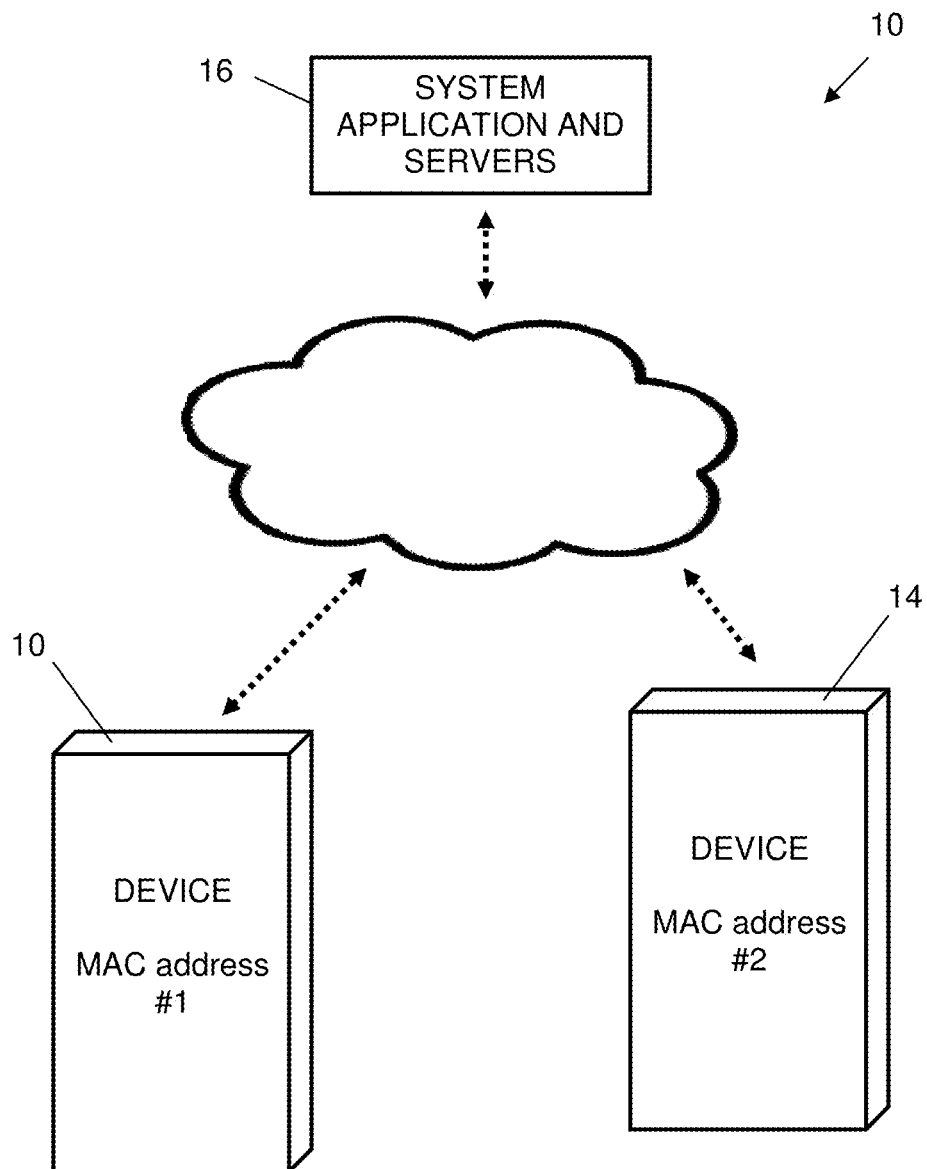 10
16
SYSTEM
APPLICATION AND
SERVERS
14
10
DEVICE
MAC address
#1
DEVICE
MAC address
#2